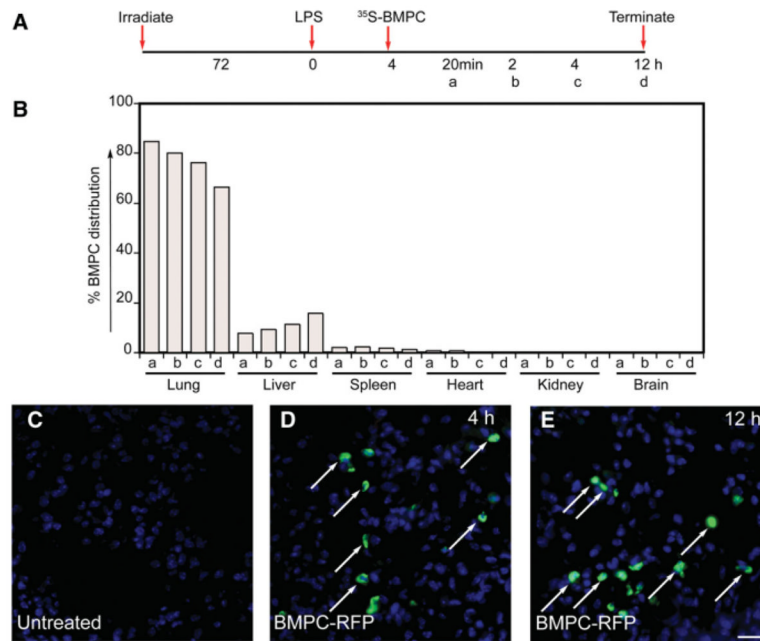 A
Irradiate LPS ³⁵S-BMPC Terminate
72 0 4 20min 2 4 12 h
a b c d
B
% BMPC distribution
100
80
60
40
20
0
a b c d a b c d a b c d a b c d a b c d a b c d
Lung Liver Spleen Heart Kidney Brain
C D 4 h E 12 h
Untreated BMPC-RFP BMPC-RFP